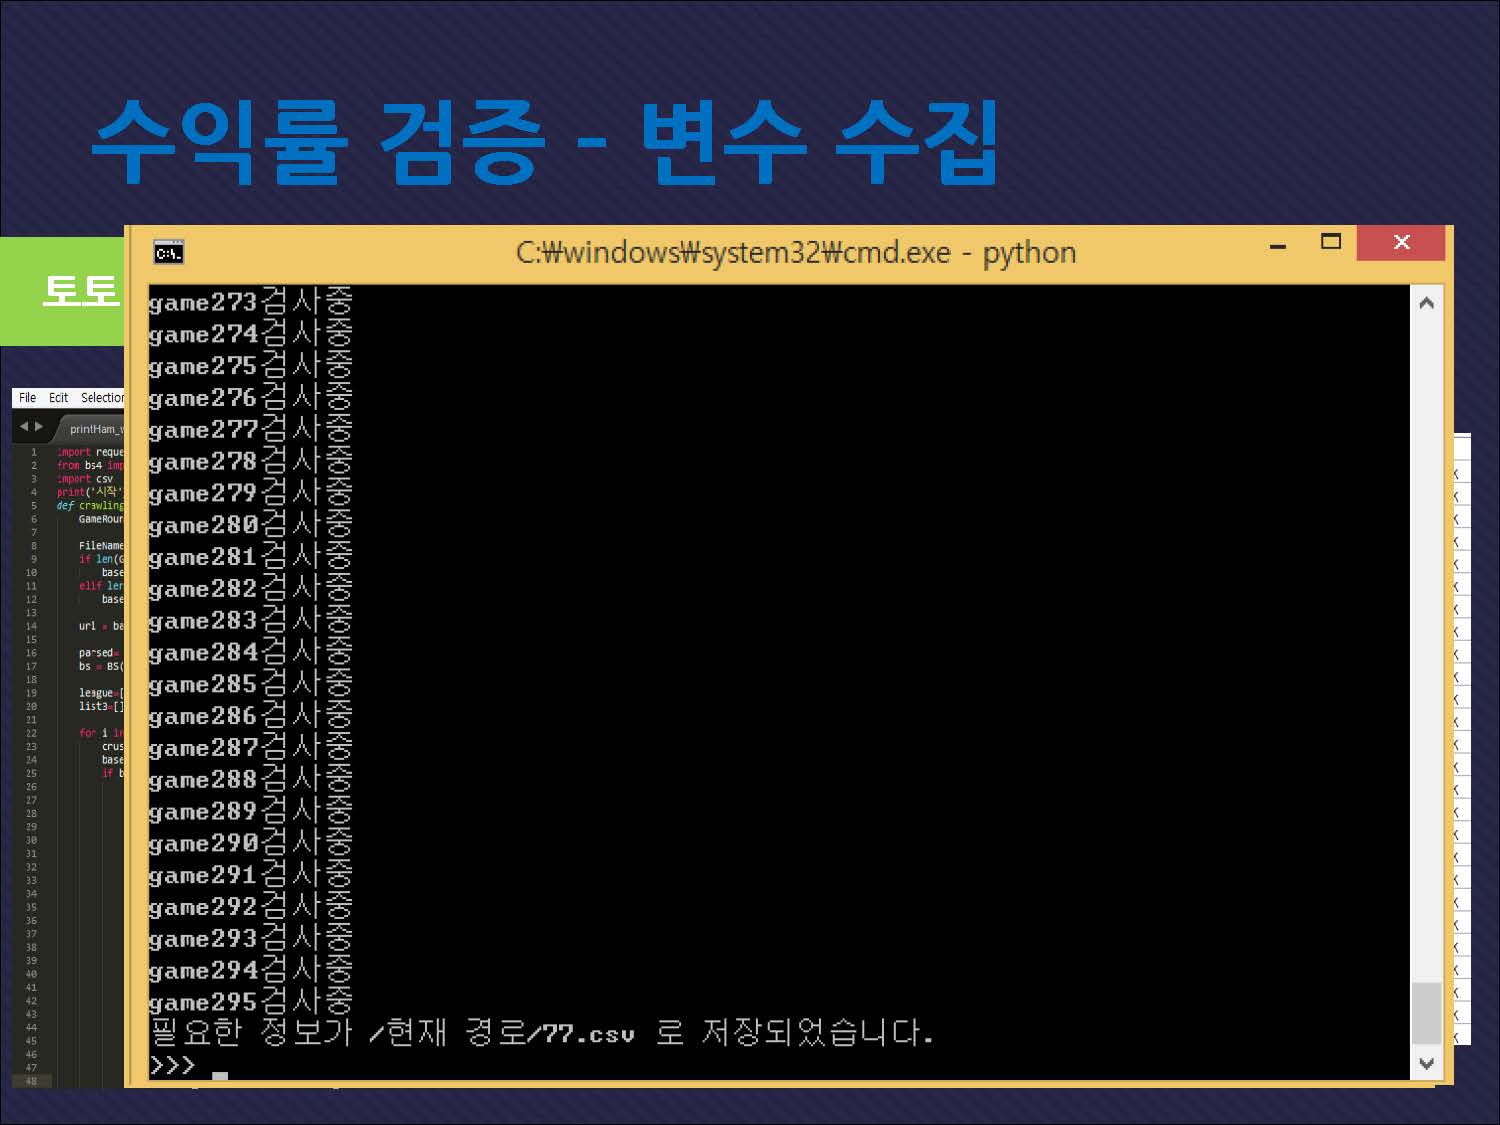 수익률 검증 - 변수 수집
토토
C:₩windows₩system32₩cmd.exe - python
game273검사중
game274검사중
game275검사중
game276검사중
game277검사중
game278검사중
game279검사중
game280검사중
game281검사중
game282검사중
game283검사중
game284검사중
game285검사중
game286검사중
game287검사중
game288검사중
game289검사중
game290검사중
game291검사중
game292검사중
game293검사중
game294검사중
game295검사중
필요한 정보가 /현재 경로/77.csv 로 저장되었습니다.
>>>
File Edit Selection
printHam_w
1 import reque
2 from bs4 imp
3 import csv
4 print('시작'
5 def crawling
6 GameRoun
7
8 FileName
9 if len(G
10 base
11 elif len
12 base
13
14 url = ba
15
16 parsed=
17 bs = BS(
18
19 league=[
20 list3=[]
21
22 for i in
23 crus
24 base
25 if b
26
27
28
29
30
31
32
33
34
35
36
37
38
39
40
41
42
43
44
45
46
47
48